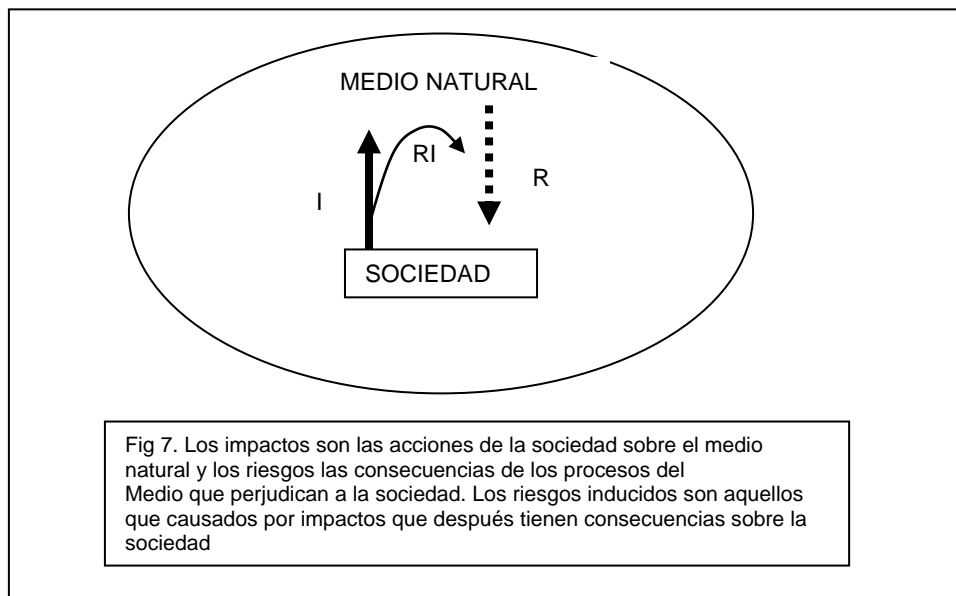 MEDIO NATURAL
RI
R
I
SOCIEDAD
Fig 7. Los impactos son las acciones de la sociedad sobre el medio
natural y los riesgos las consecuencias de los procesos del
Medio que perjudican a la sociedad. Los riesgos inducidos son aquellos
que causados por impactos que después tienen consecuencias sobre la
sociedad